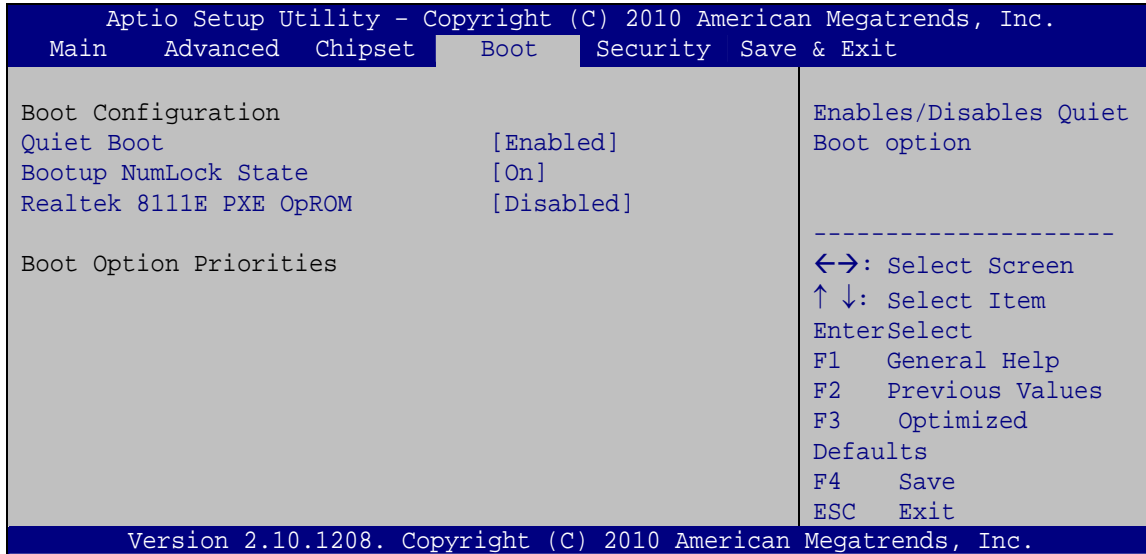 Aptio Setup Utility – Copyright (C) 2010 American Megatrends, Inc.
Main Advanced Chipset Boot Security Save & Exit
Boot Configuration
Quiet Boot [Enabled]
Bootup NumLock State [On]
Realtek 8111E PXE OpROM [Disabled]
Boot Option Priorities
Enables/Disables Quiet
Boot option
---------------------
←→: Select Screen
↑ ↓: Select Item
EnterSelect
F1 General Help
F2 Previous Values
F3 Optimized
Defaults
F4 Save
ESC Exit
Version 2.10.1208. Copyright (C) 2010 American Megatrends, Inc.